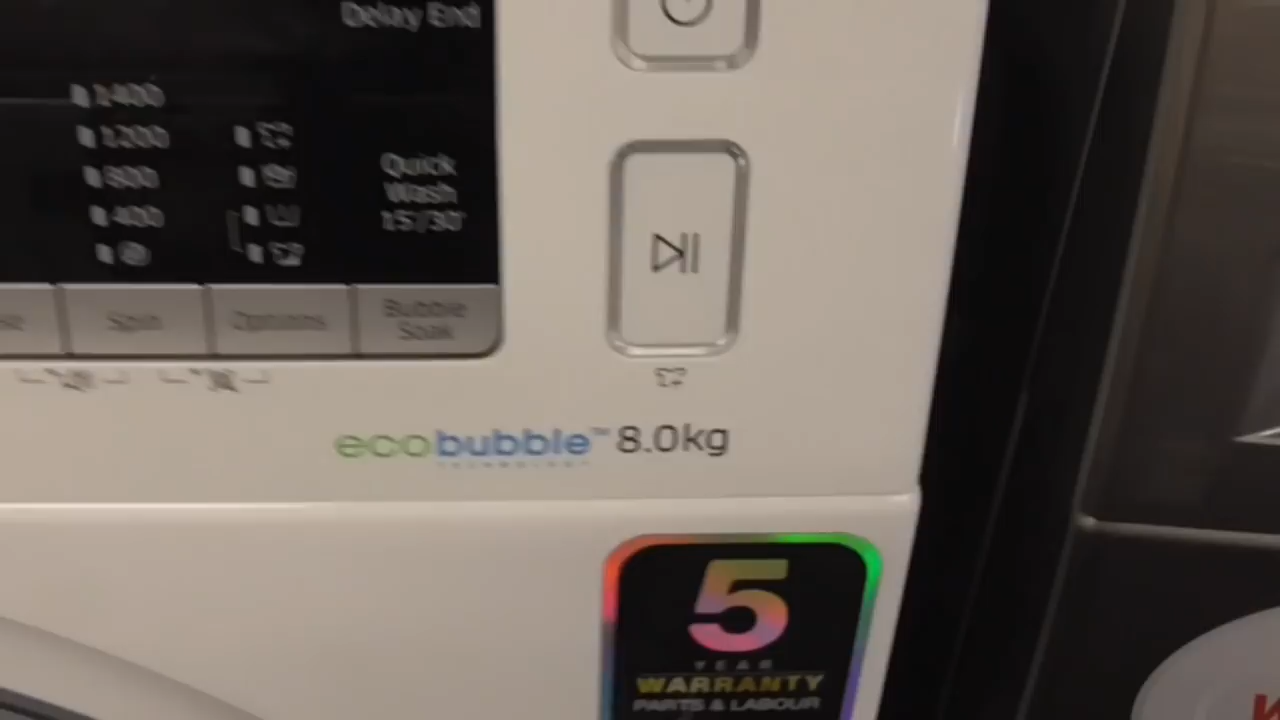 Delay End
1400
1200
800
400
Quick
Wash
15'/30'
Spin
Options
Bubble
Soak
ecobubble™ 8.0kg
TECHNOLOGY
5
YEAR
WARRANTY
PARTS & LABOUR